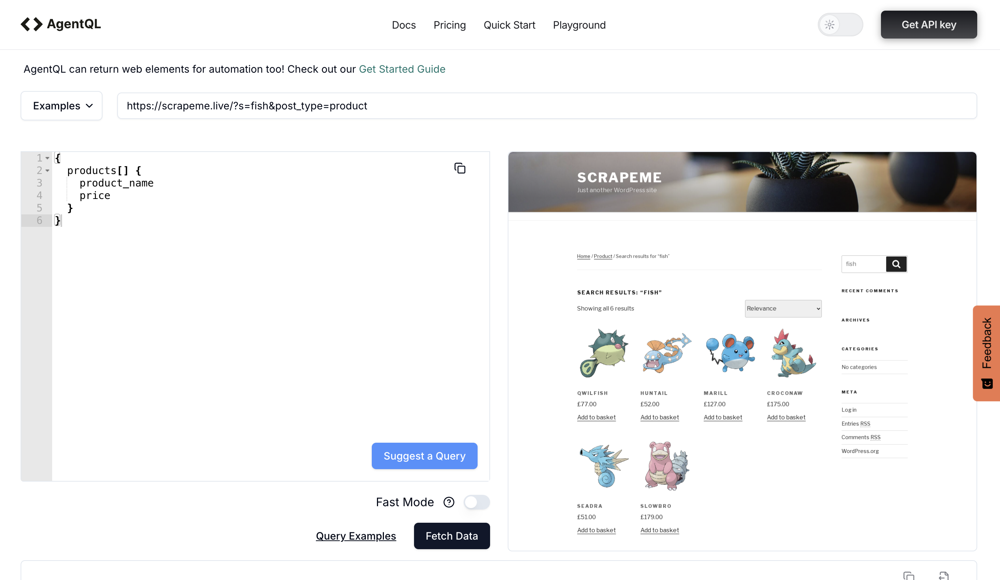 AgentQL
Docs
Pricing
Quick Start
Playground
Get API key
AgentQL can return web elements for automation too! Check out our Get Started Guide
Examples
https://scrapeme.live/?s=fish&post_type=product
1 {
2 products[] {
3 product_name
4 price
5 }
6 }
Suggest a Query
Fast Mode
Query Examples
Fetch Data
SCRAPEME
Just another WordPress site
Home / Product / Search results for “fish”
SEARCH RESULTS: “FISH”
Showing all 6 results
Relevance
QWILFISH
£77.00
Add to basket
HUNTAIL
£52.00
Add to basket
MARILL
£127.00
Add to basket
CROCONAW
£175.00
Add to basket
SEADRA
£51.00
Add to basket
SLOWBRO
£179.00
Add to basket
fish
RECENT COMMENTS
ARCHIVES
CATEGORIES
No categories
META
Log in
Entries RSS
Comments RSS
WordPress.org
Feedback